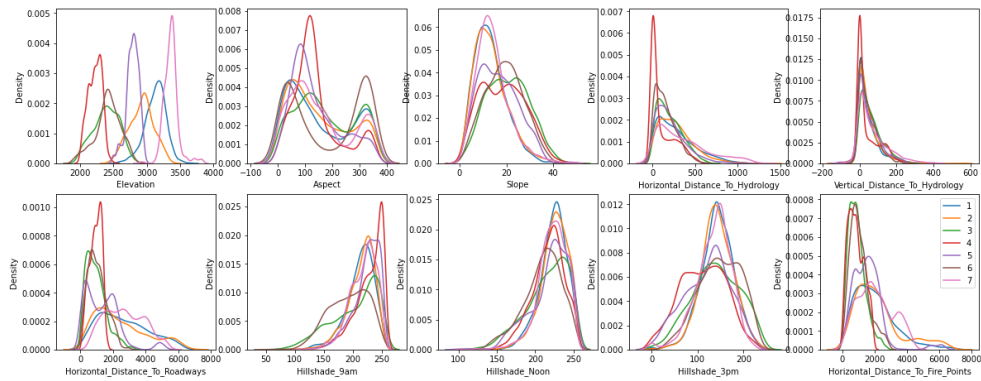 0.005
0.004
0.003
0.002
0.001
0.000
Density
2000 2500 3000 3500 4000
Elevation
0.008
0.007
0.006
0.005
0.004
0.003
0.002
0.001
0.000
Density
-100 0 100 200 300 400
Aspect
0.06
0.05
0.04
0.03
0.02
0.01
0.00
Density
0 20 40
Slope
0.007
0.006
0.005
0.004
0.003
0.002
0.001
0.000
Density
0 500 1000 1500
Horizontal_Distance_To_Hydrology
0.0175
0.0150
0.0125
0.0100
0.0075
0.0050
0.0025
0.0000
Density
−200 0 200 400 600
Vertical_Distance_To_Hydrology
0.0010
0.0008
0.0006
0.0004
0.0002
0.0000
Density
0 2000 4000 6000 8000
Horizontal_Distance_To_Roadways
0.025
0.020
0.015
0.010
0.005
0.000
Density
50 100 150 200 250
Hillshade_9am
0.025
0.020
0.015
0.010
0.005
0.000
Density
100 150 200 250
Hillshade_Noon
0.012
0.010
0.008
0.006
0.004
0.002
0.000
Density
0 100 200
Hillshade_3pm
0.0008
0.0007
0.0006
0.0005
0.0004
0.0003
0.0002
0.0001
0.0000
Density
0 2000 4000 6000 8000
Horizontal_Distance_To_Fire_Points
1
2
3
4
5
6
7